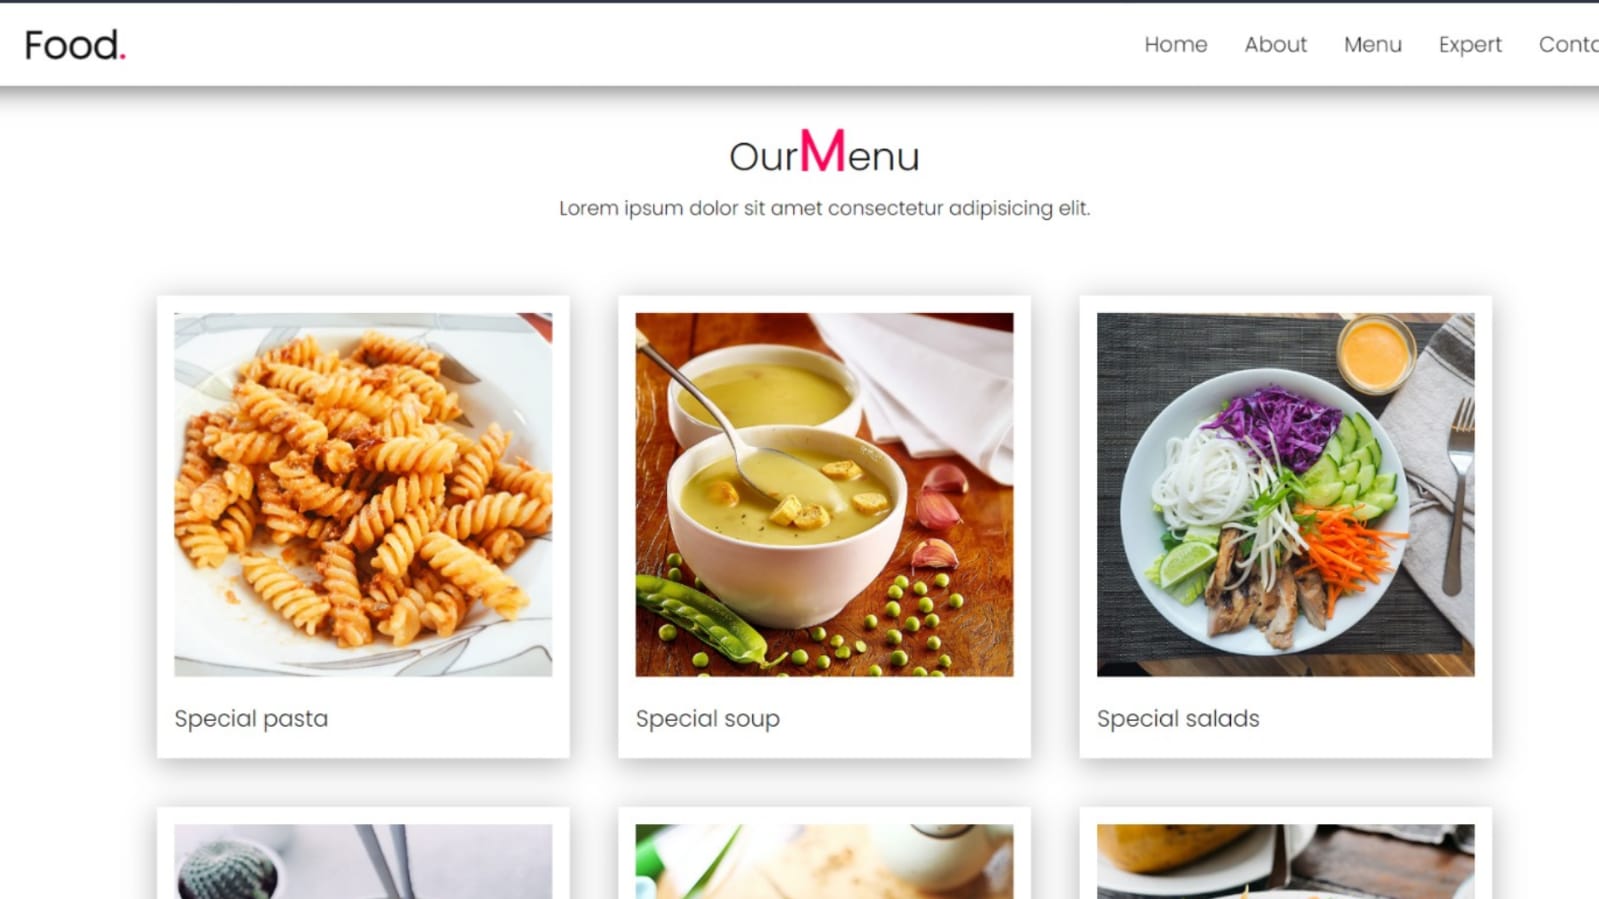 Food.
Home About Menu Expert
OurMenu
Lorem ipsum dolor sit amet consectetur adipisicing elit.
Special pasta
Special soup
Special salads